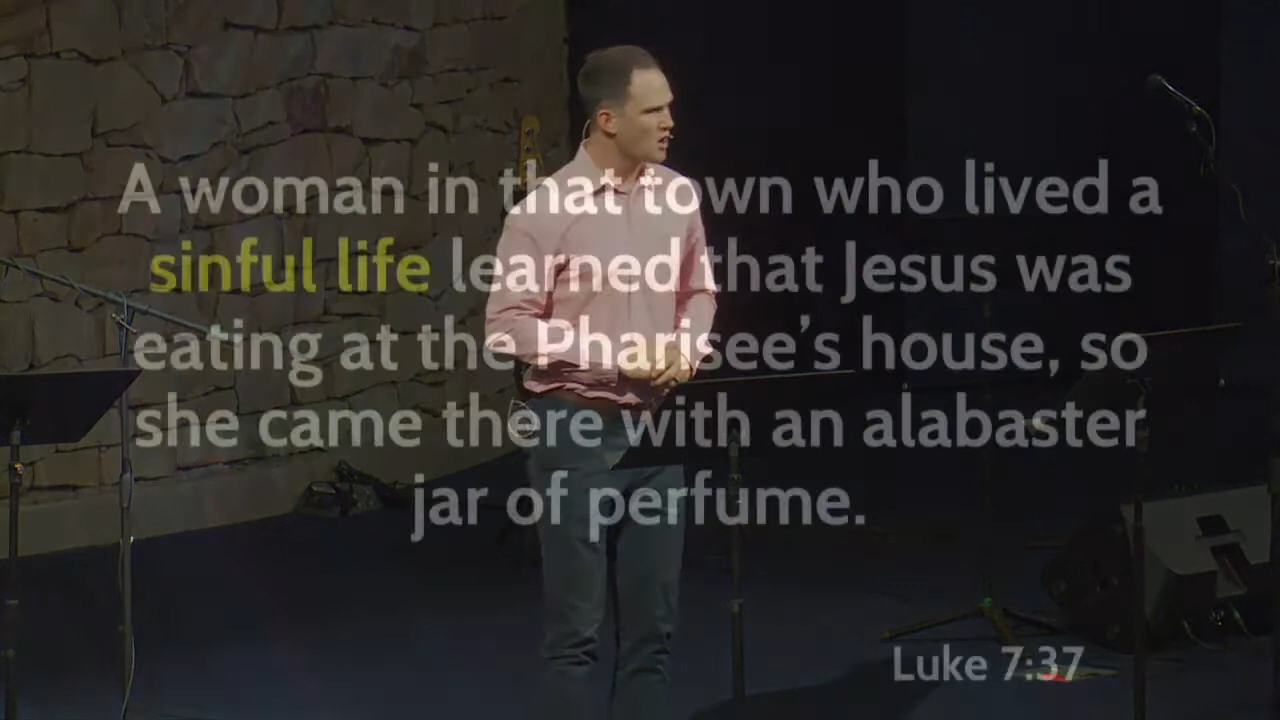 A woman in that town who lived a
sinful life learned that Jesus was
eating at the Pharisee’s house, so
she came there with an alabaster
jar of perfume.
Luke 7:37